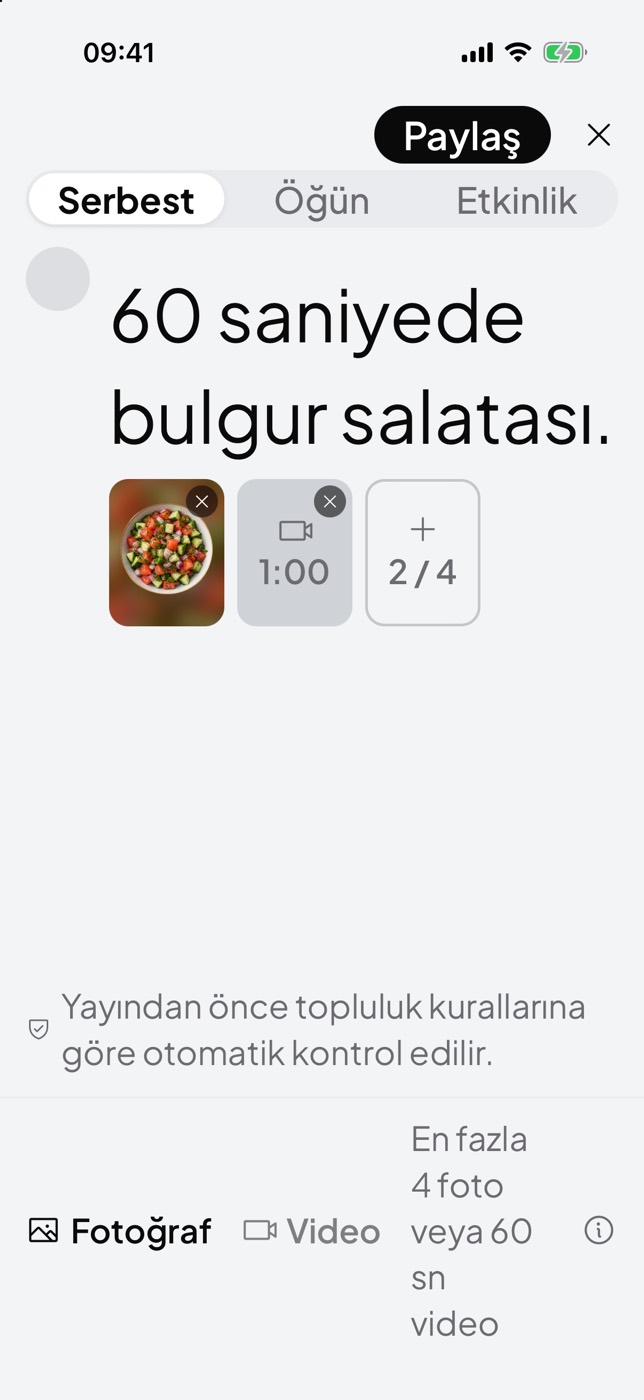 09:41
Paylaş
Serbest Öğün Etkinlik
60 saniyede
bulgur salatası.
1:00
2 / 4
Yayından önce topluluk kurallarına
göre otomatik kontrol edilir.
Fotoğraf Video
En fazla
4 foto
veya 60
sn
video